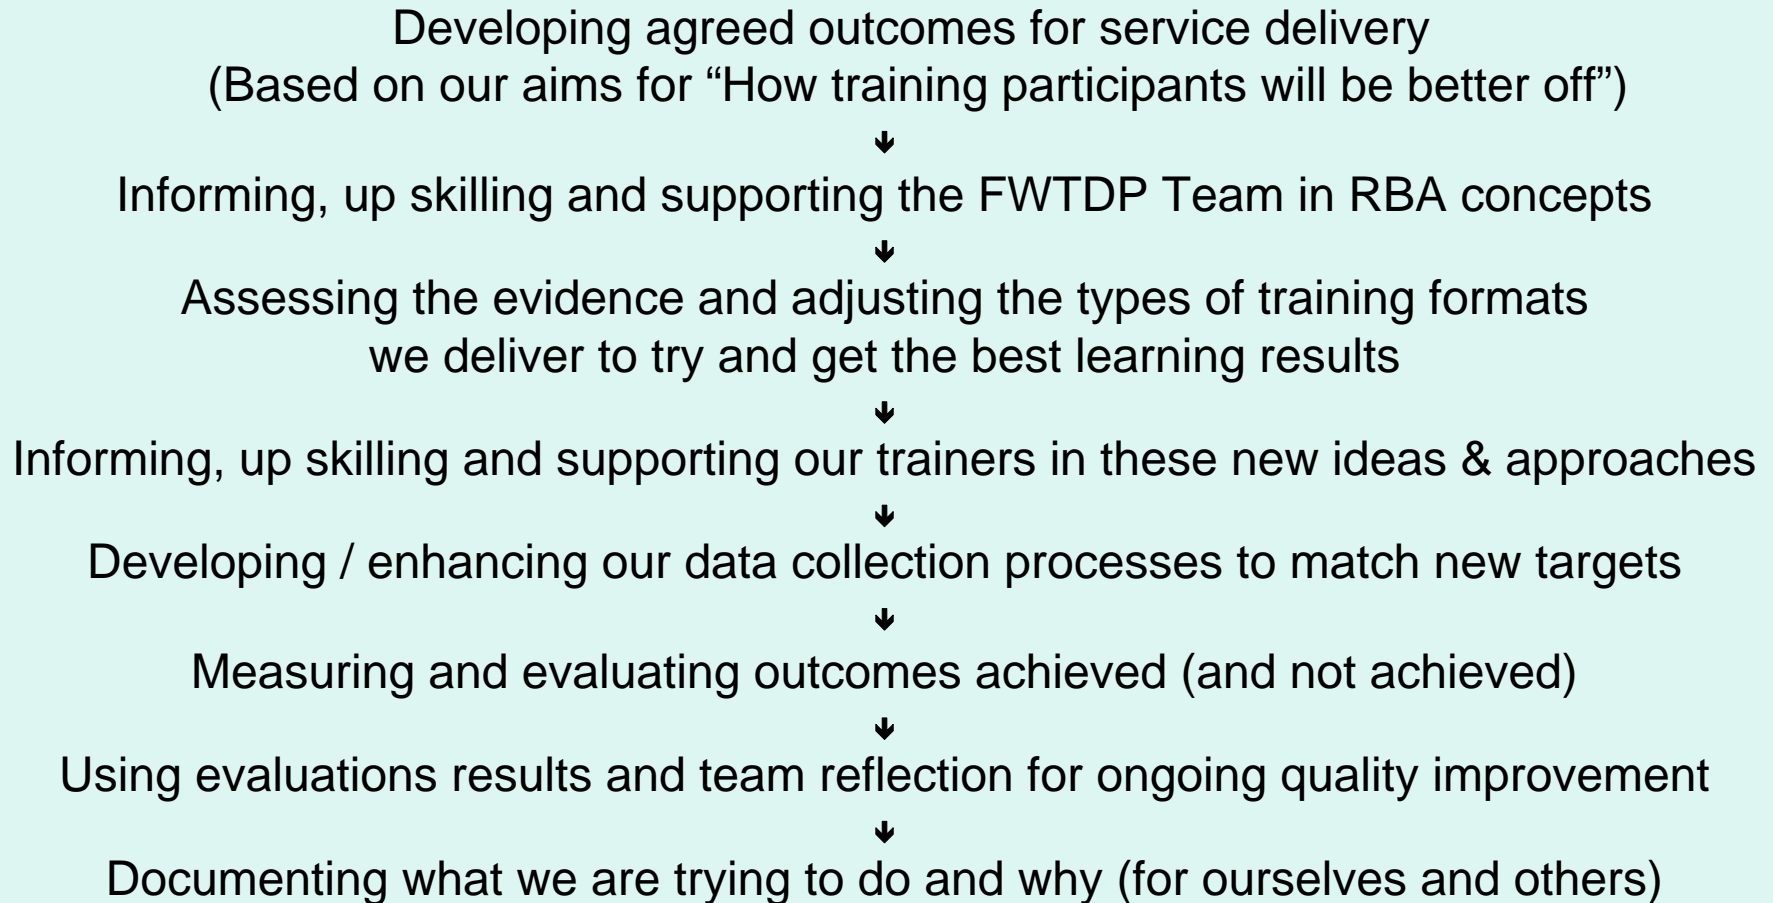 Developing agreed outcomes for service delivery
(Based on our aims for “How training participants will be better off”)
🡻
Informing, up skilling and supporting the FWTDP Team in RBA concepts
🡻
Assessing the evidence and adjusting the types of training formats
we deliver to try and get the best learning results
🡻
Informing, up skilling and supporting our trainers in these new ideas & approaches
🡻
Developing / enhancing our data collection processes to match new targets
🡻
Measuring and evaluating outcomes achieved (and not achieved)
🡻
Using evaluations results and team reflection for ongoing quality improvement
🡻
Documenting what we are trying to do and why (for ourselves and others)